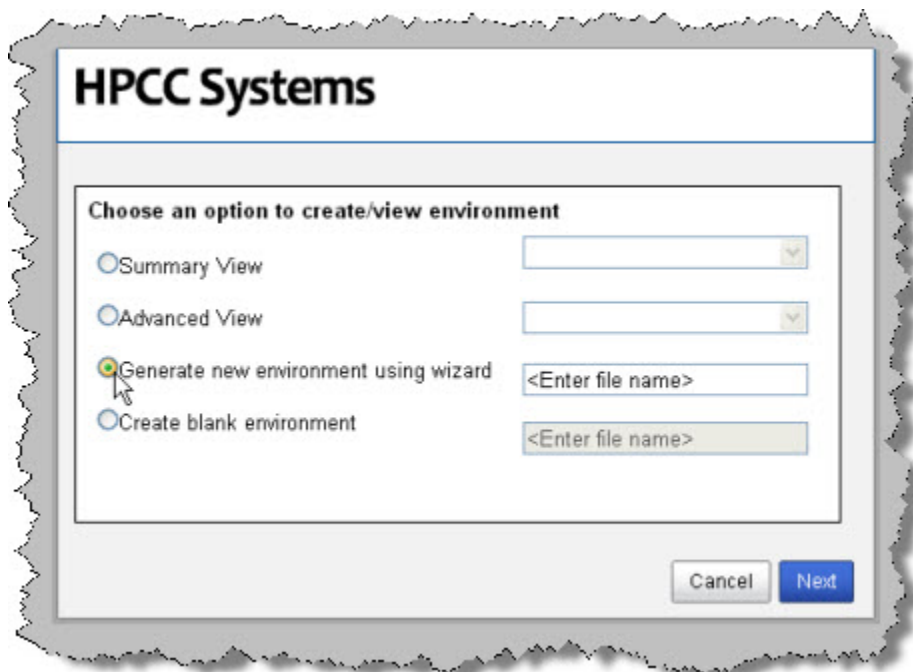 HPCC Systems
Choose an option to create/view environment
Summary View
Advanced View
Generate new environment using wizard
<Enter file name>
Create blank environment
<Enter file name>
Cancel
Next